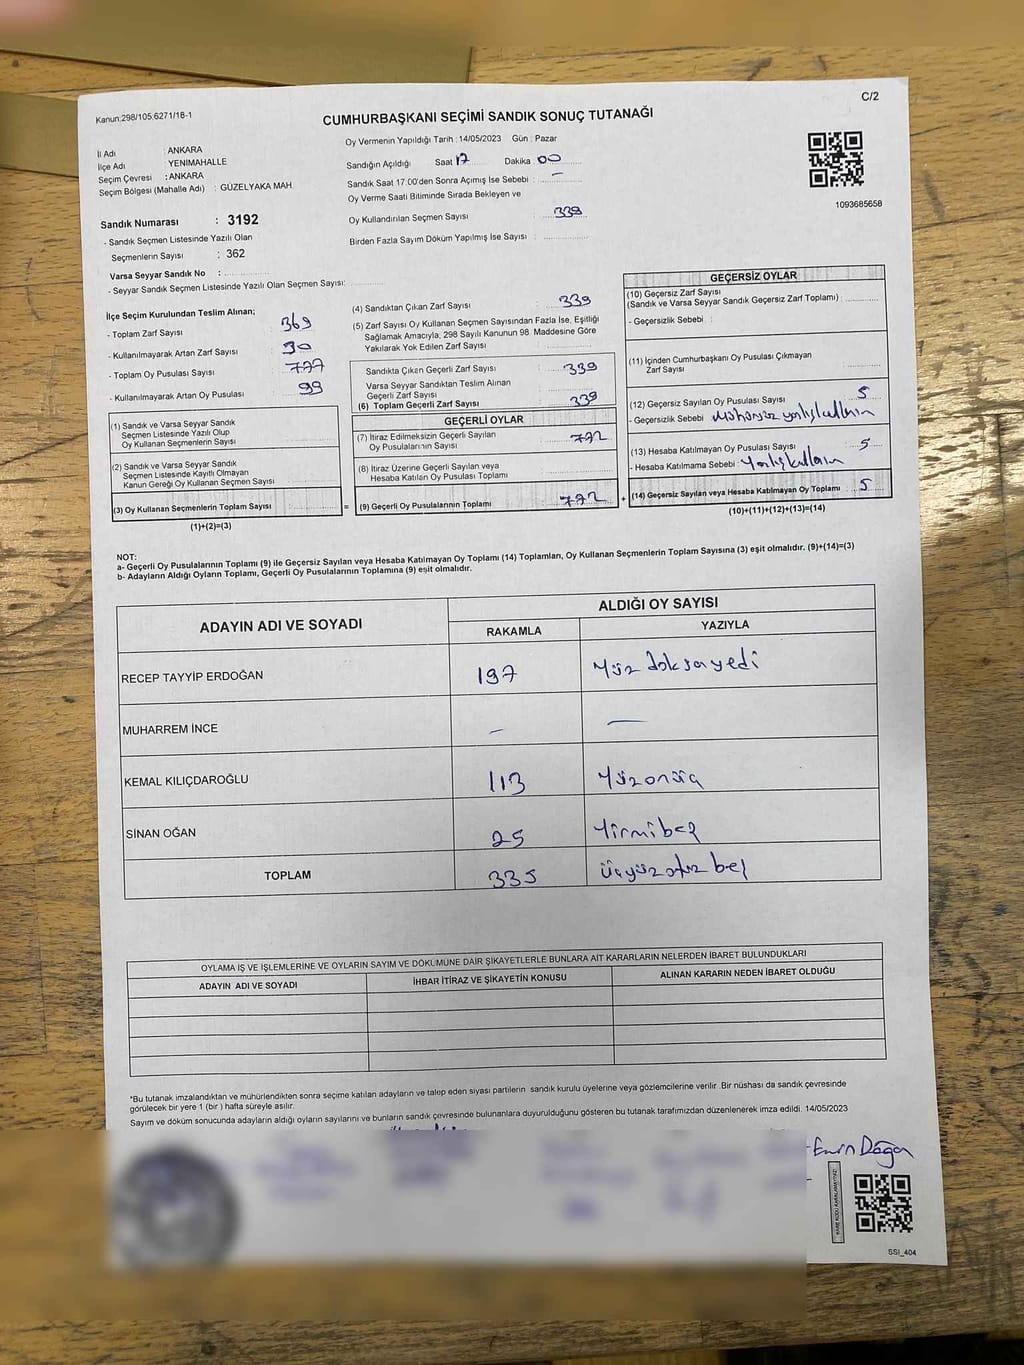 Kanun:298/105;6271/18-1
C/2
CUMHURBAŞKANI SEÇİMİ SANDIK SONUÇ TUTANAĞI
Oy Vermenin Yapıldığı Tarih : 14/05/2023 Gün : Pazar
İl Adı : ANKARA
İlçe Adı : YENIMAHALLE
Seçim Çevresi : ANKARA
Seçim Bölgesi (Mahalle Adı) : GÜZELYAKA MAH.
Sandık Numarası : 3192
- Sandık Seçmen Listesinde Yazılı Olan
Seçmenlerin Sayısı : 362
Varsa Seyyar Sandık No :
- Seyyar Sandık Seçmen Listesinde Yazılı Olan Seçmen Sayısı:
Sandığın Açıldığı Saat 17 Dakika 00
Sandık Saat 17:00'den Sonra Açımış İse Sebebi : –
Oy Verme Saati Bitiminde Sırada Bekleyen ve
Oy Kullandırılan Seçmen Sayısı 339
Birden Fazla Sayım Döküm Yapılmış İse Sayısı :
1093685658
İlçe Seçim Kurulundan Teslim Alınan;
- Toplam Zarf Sayısı 369
- Kullanılmayarak Artan Zarf Sayısı 30
- Toplam Oy Pusulası Sayısı 777
- Kullanılmayarak Artan Oy Pusulası 99
(1) Sandık ve Varsa Seyyar Sandık
Seçmen Listesinde Yazılı Olup
Oy Kullanan Seçmenlerin Sayısı
(2) Sandık ve Varsa Seyyar Sandık
Seçmen Listesinde Kayıtlı Olmayan
Kanun Gereği Oy Kullanan Seçmen Sayısı
(3) Oy Kullanan Seçmenlerin Toplam Sayısı =
(1)+(2)=(3)
(4) Sandıktan Çıkan Zarf Sayısı 339
(5) Zarf Sayısı Oy Kullanan Seçmen Sayısından Fazla İse, Eşitliği
Sağlamak Amacıyla, 298 Sayılı Kanunun 98. Maddesine Göre
Yakılarak Yok Edilen Zarf Sayısı
Sandıkta Çıkan Geçerli Zarf Sayısı 339
Varsa Seyyar Sandıktan Teslim Alınan
Geçerli Zarf Sayısı
(6) Toplam Geçerli Zarf Sayısı 339
GEÇERLİ OYLAR
(7) İtiraz Edilmeksizin Geçerli Sayılan
Oy Pusulalarının Sayısı 772
(8) İtiraz Üzerine Geçerli Sayılan veya
Hesaba Katılan Oy Pusulası Toplamı
(9) Geçerli Oy Pusulalarının Toplamı 772 +
GEÇERSİZ OYLAR
(10) Geçersiz Zarf Sayısı
(Sandık ve Varsa Seyyar Sandık Geçersiz Zarf Toplamı) :
- Geçersizlik Sebebi :
(11) İçinden Cumhurbaşkanı Oy Pusulası Çıkmayan
Zarf Sayısı
(12) Geçersiz Sayılan Oy Pusulası Sayısı 5
- Geçersizlik Sebebi
(13) Hesaba Katılmayan Oy Pusulası Sayısı 5
- Hesaba Katılmama Sebebi :
(14) Geçersiz Sayılan veya Hesaba Katılmayan Oy Toplamı 5
(10)+(11)+(12)+(13)=(14)
NOT:
a- Geçerli Oy Pusulalarının Toplamı (9) ile Geçersiz Sayılan veya Hesaba Katılmayan Oy Toplamı (14) Toplamları, Oy Kullanan Seçmenlerin Toplam Sayısına (3) eşit olmalıdır. (9)+(14)=(3)
b- Adayların Aldığı Oyların Toplamı, Geçerli Oy Pusulalarının Toplamına (9) eşit olmalıdır.
ADAYIN ADI VE SOYADI
ALDIĞI OY SAYISI
RAKAMLA YAZIYLA
RECEP TAYYİP ERDOĞAN 197 Yüz doksan yedi
MUHARREM İNCE – –
KEMAL KILIÇDAROĞLU 113 Yüzonüç
SİNAN OĞAN 25 Yirmibeş
TOPLAM 335 Üçyüz otuz beş
OYLAMA İŞ VE İŞLEMLERİNE VE OYLARIN SAYIM VE DÖKÜMÜNE DAİR ŞİKAYETLERLE BUNLARA AİT KARARLARIN NELERDEN İBARET BULUNDUKLARI
ADAYIN ADI VE SOYADI İHBAR İTİRAZ VE ŞİKAYETİN KONUSU ALINAN KARARIN NEDEN İBARET OLDUĞU
*Bu tutanak imzalandıktan ve mühürlendikten sonra seçime katılan adayların ve talep eden siyasi partilerin sandık kurulu üyelerine veya gözlemcilerine verilir .Bir nüshası da sandık çevresinde
görülecek bir yere 1 (bir ) hafta süreyle asılır.
Sayım ve döküm sonucunda adayların aldığı oyların sayılarını ve bunların sandık çevresinde bulunanlara duyurulduğunu gösteren bu tutanak tarafımızdan düzenlenerek imza edildi. 14/05/2023
Emin Doğan
SSI_404